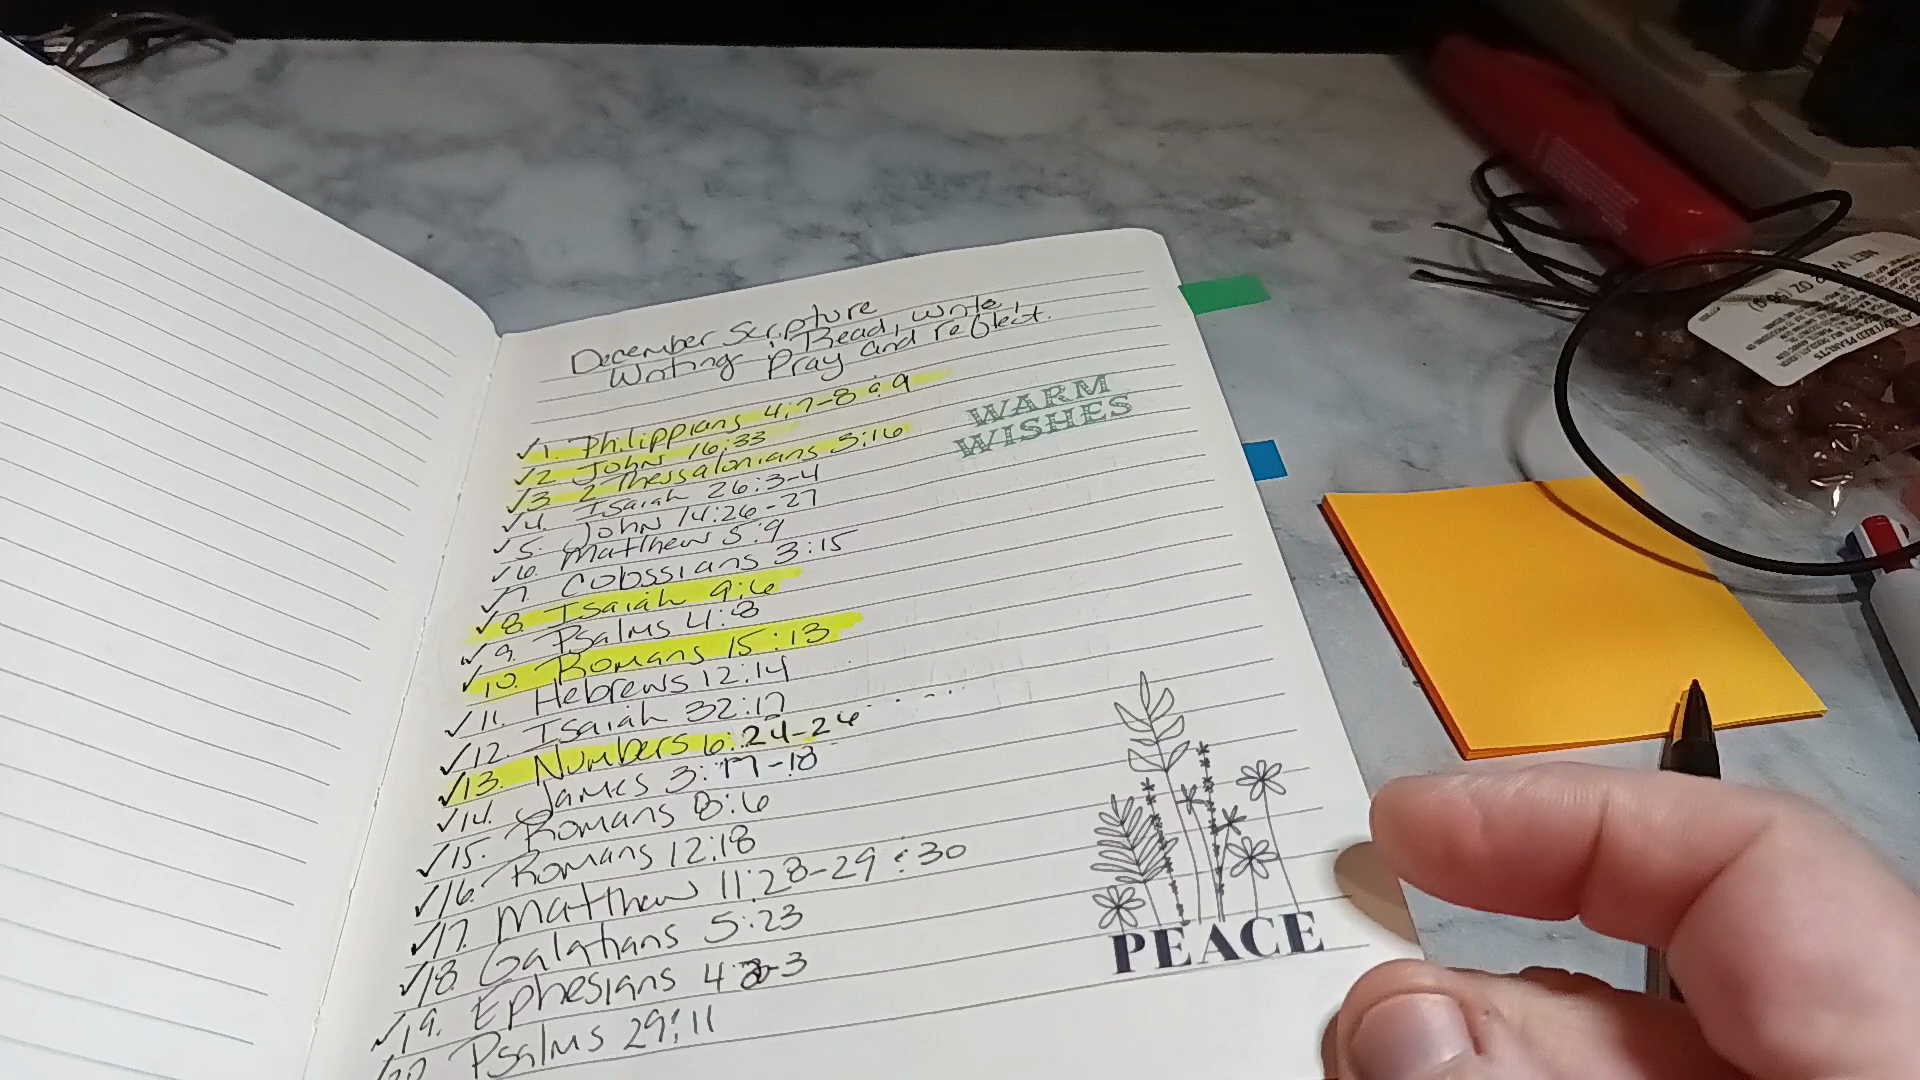 December Scripture
Writing : Read, write,
Pray and reflect.
WARM
WISHES
✓1. Philippians 4:7-8 & 9
✓2 John 16:33
✓3. 2 Thessalonians 3:16
✓4. Isaiah 26:3-4
✓5. John 14:26-27
✓6. Matthew 5:9
✓7. Colossians 3:15
✓8. Isaiah 9:6
✓9. Psalms 4:8
✓10. Romans 15:13
✓11. Hebrews 12:14
✓12. Isaiah 32:17
✓13. Numbers 6:24-26
✓14. James 3:17-18
✓15. Romans 8:6
✓16. Romans 12:18
✓17. Matthew 11:28-29 & 30
✓18. Galatians 5:23
✓19. Ephesians 4:2-3
✓20. Psalms 29:11
PEACE
NET W